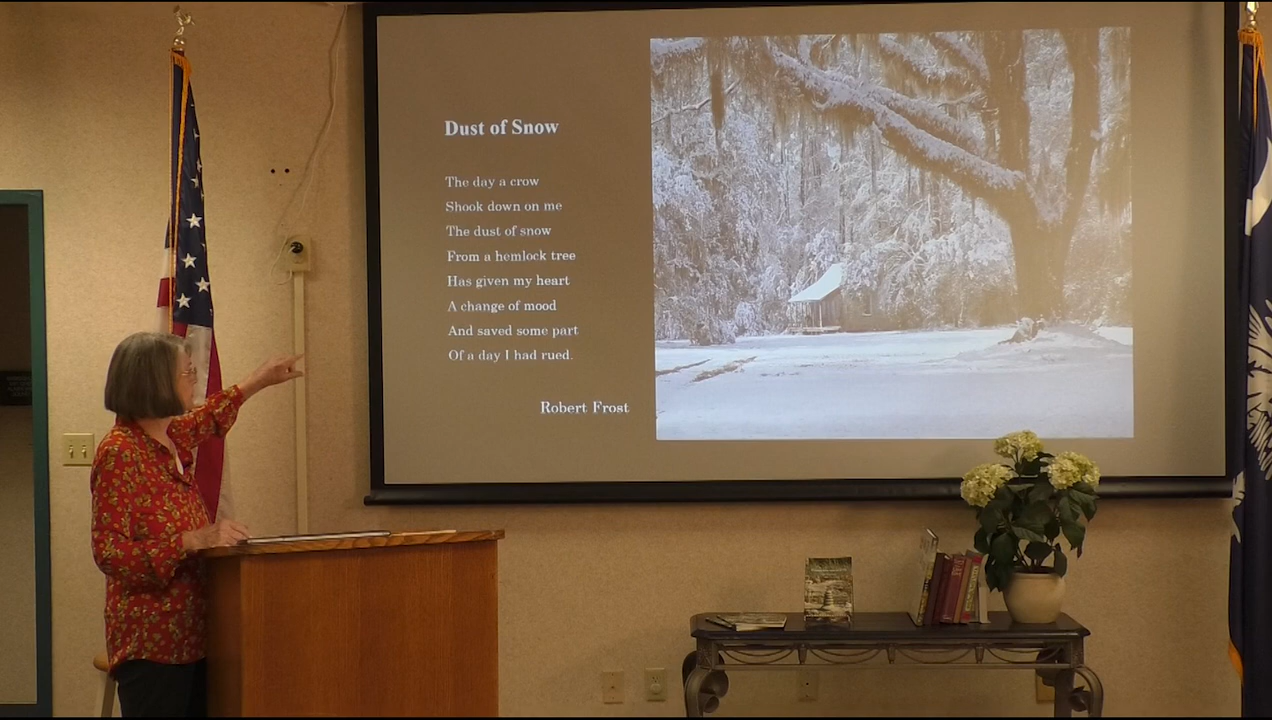 Dust of Snow
The day a crow
Shook down on me
The dust of snow
From a hemlock tree
Has given my heart
A change of mood
And saved some part
Of a day I had rued.
Robert Frost